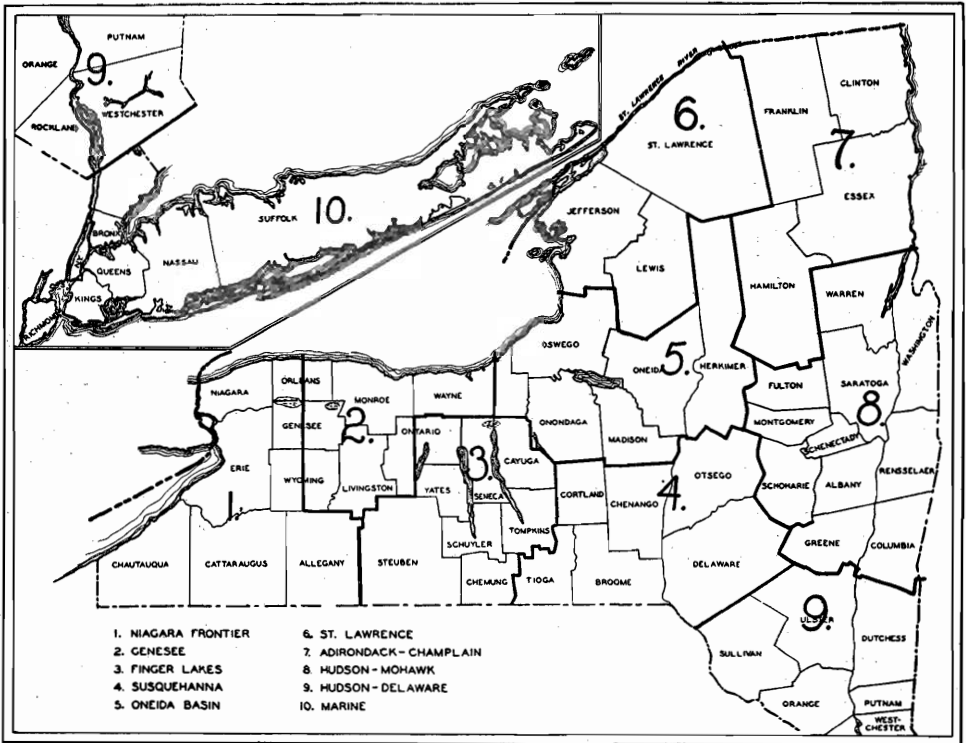 PUTNAM
ORANGE
9.
WESTCHESTER
ROCKLAND
ST. LAWRENCE RIVER
6.
ST. LAWRENCE
FRANKLIN
CLINTON
7.
ESSEX
SUFFOLK
10.
JEFFERSON
BRONX
NASSAU
QUEENS
N.Y.
KINGS
RICHMOND
LEWIS
HAMILTON
WARREN
WASHINGTON
OSWEGO
ONEIDA
5.
HERKIMER
FULTON
SARATOGA
8.
NIAGARA
ORLEANS
MONROE
WAYNE
GENESEE
2.
ONTARIO
ONONDAGA
MADISON
MONTGOMERY
SCHENECTADY
ERIE
WYOMING
LIVINGSTON
YATES
3.
SENECA
CAYUGA
CORTLAND
CHENANGO
4.
OTSEGO
SCHOHARIE
ALBANY
RENSSELAER
1
TOMPKINS
SCHUYLER
GREENE
COLUMBIA
CHAUTAUQUA
CATTARAUGUS
ALLEGANY
STEUBEN
CHEMUNG
TIOGA
BROOME
DELAWARE
9.
ULSTER
DUTCHESS
SULLIVAN
ORANGE
PUTNAM
WEST-
CHESTER
1. NIAGARA FRONTIER
2. GENESEE
3. FINGER LAKES
4. SUSQUEHANNA
5. ONEIDA BASIN
6. ST. LAWRENCE
7. ADIRONDACK-CHAMPLAIN
8. HUDSON-MOHAWK
9. HUDSON-DELAWARE
10. MARINE